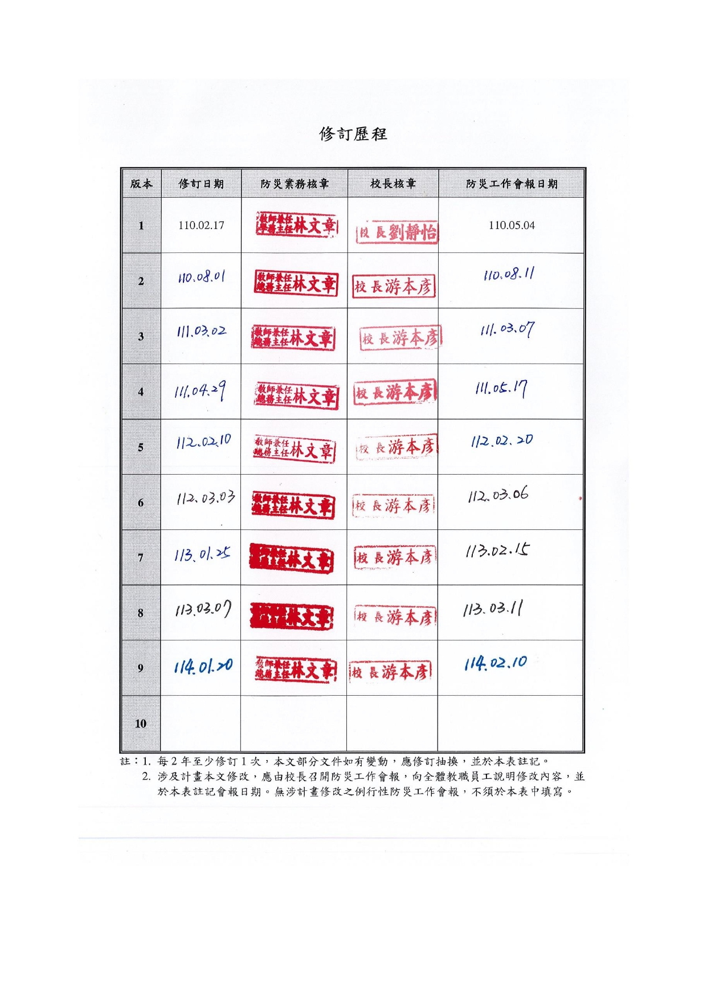 修訂歷程
版本 修訂日期 防災業務核章 校長核章 防災工作會報日期
1 110.02.17 教師兼任學務主任林文章 校長劉靜怡 110.05.04
2 110.08.01 教師兼任總務主任林文章 校長游本彥 110.08.11
3 111.03.02 教師兼任總務主任林文章 校長游本彥 111.03.07
4 111.04.29 教師兼任總務主任林文章 校長游本彥 111.05.17
5 112.02.10 教師兼任總務主任林文章 校長游本彥 112.02.20
6 112.03.03 教師兼任總務主任林文章 校長游本彥 112.03.06
7 113.01.25 林文章 校長游本彥 113.02.15
8 113.03.07 林文章 校長游本彥 113.03.11
9 114.01.20 教師兼任總務主任林文章 校長游本彥 114.02.10
10
註：1. 每2年至少修訂1次，本文部分文件如有變動，應修訂抽換，並於本表註記。
2. 涉及計畫本文修改，應由校長召開防災工作會報，向全體教職員工說明修改內容，並
於本表註記會報日期。無涉計畫修改之例行性防災工作會報，不須於本表中填寫。